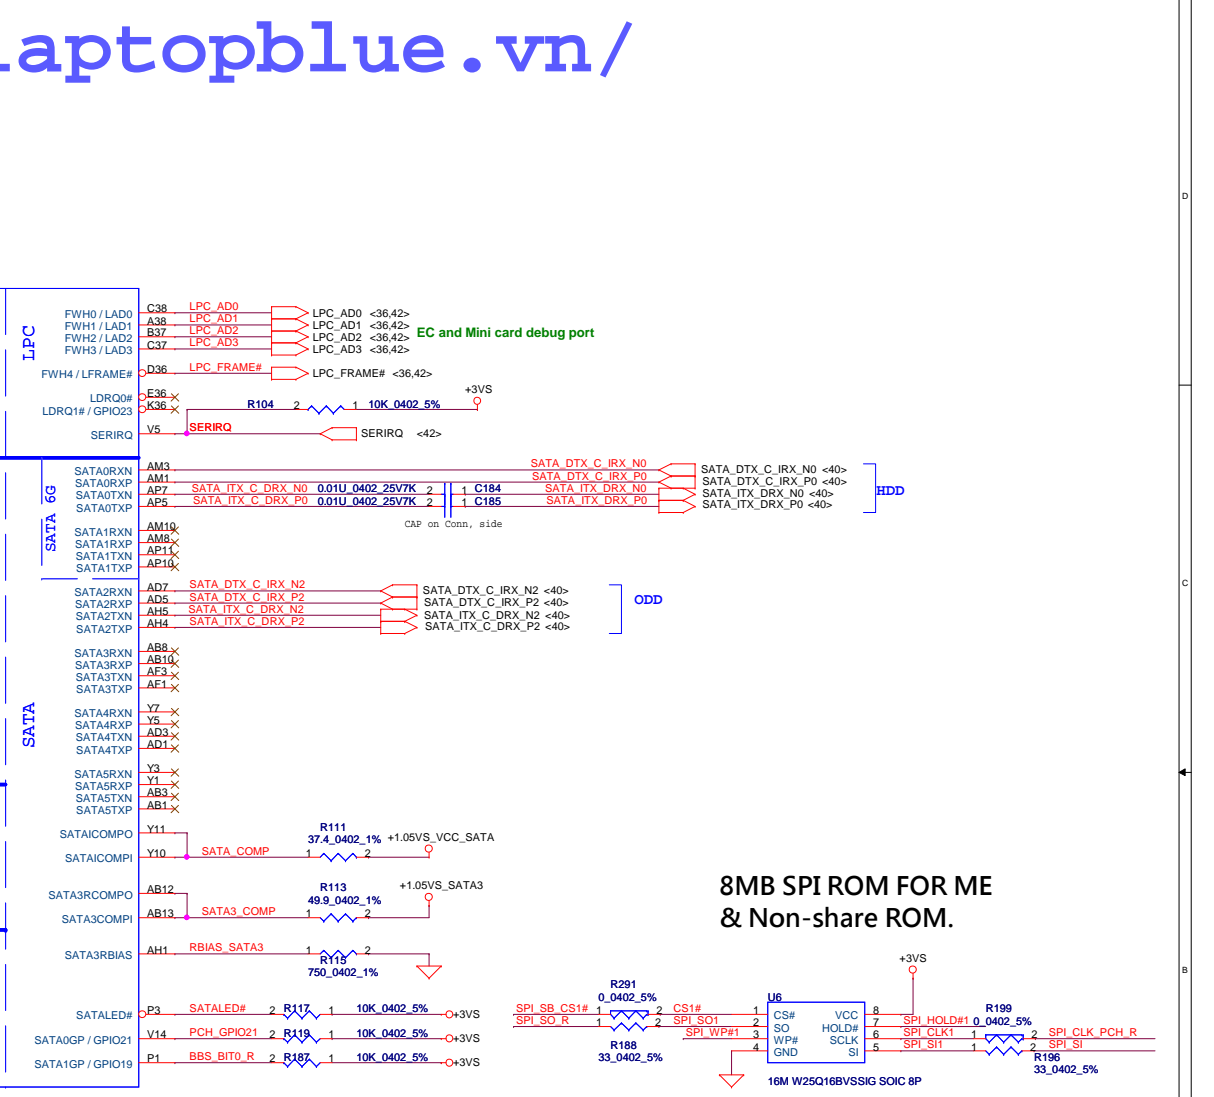 laptopblue.vn/
D
LPC
FWH0 / LAD0 C38 LPC_AD0 LPC_AD0 <36,42>
FWH1 / LAD1 A38 LPC_AD1 LPC_AD1 <36,42>
FWH2 / LAD2 B37 LPC_AD2 LPC_AD2 <36,42>
FWH3 / LAD3 C37 LPC_AD3 LPC_AD3 <36,42>
EC and Mini card debug port
FWH4 / LFRAME# D36 LPC_FRAME# LPC_FRAME# <36,42>
LDRQ0# E36
LDRQ1# / GPIO23 K36
R104 2 1 10K_0402_5% +3VS
SERIRQ V5 SERIRQ SERIRQ <42>
SATA 6G
SATA0RXN AM3 SATA_DTX_C_IRX_N0 SATA_DTX_C_IRX_N0 <40>
SATA0RXP AM1 SATA_DTX_C_IRX_P0 SATA_DTX_C_IRX_P0 <40>
SATA0TXN AP7 SATA_ITX_C_DRX_N0 0.01U_0402_25V7K 2 1 C184 SATA_ITX_DRX_N0 SATA_ITX_DRX_N0 <40>
SATA0TXP AP5 SATA_ITX_C_DRX_P0 0.01U_0402_25V7K 2 1 C185 SATA_ITX_DRX_P0 SATA_ITX_DRX_P0 <40>
HDD
CAP on Conn, side
SATA1RXN AM10
SATA1RXP AM8
SATA1TXN AP11
SATA1TXP AP10
C
SATA
SATA2RXN AD7 SATA_DTX_C_IRX_N2 SATA_DTX_C_IRX_N2 <40>
SATA2RXP AD5 SATA_DTX_C_IRX_P2 SATA_DTX_C_IRX_P2 <40>
SATA2TXN AH5 SATA_ITX_C_DRX_N2 SATA_ITX_C_DRX_N2 <40>
SATA2TXP AH4 SATA_ITX_C_DRX_P2 SATA_ITX_C_DRX_P2 <40>
ODD
SATA3RXN AB8
SATA3RXP AB10
SATA3TXN AF3
SATA3TXP AF1
SATA4RXN Y7
SATA4RXP Y5
SATA4TXN AD3
SATA4TXP AD1
SATA5RXN Y3
SATA5RXP Y1
SATA5TXN AB3
SATA5TXP AB1
SATAICOMPO Y11
R111
37.4_0402_1% +1.05VS_VCC_SATA
SATAICOMPI Y10 SATA_COMP 1 2
SATA3RCOMPO AB12
R113
49.9_0402_1% +1.05VS_SATA3
SATA3COMPI AB13 SATA3_COMP 1 2
SATA3RBIAS AH1 RBIAS_SATA3 1 2
R115
750_0402_1%
SATALED# P3 SATALED# 2 R117 1 10K_0402_5% +3VS
SATA0GP / GPIO21 V14 PCH_GPIO21 2 R119 1 10K_0402_5% +3VS
SATA1GP / GPIO19 P1 BBS_BIT0_R 2 R187 1 10K_0402_5% +3VS
8MB SPI ROM FOR ME
& Non-share ROM.
B
+3VS
R291
0_0402_5%
SPI_SB_CS1# 1 2 CS1#
SPI_SO_R 1 2 SPI_SO1
R188
33_0402_5%
SPI_WP#1
U6
1 CS# VCC 8
2 SO HOLD# 7 SPI_HOLD#1
3 WP# SCLK 6 SPI_CLK1
4 GND SI 5 SPI_SI1
16M W25Q16BVSSIG SOIC 8P
R199
0_0402_5%
1 2 SPI_CLK_PCH_R
1 2 SPI_SI
R196
33_0402_5%